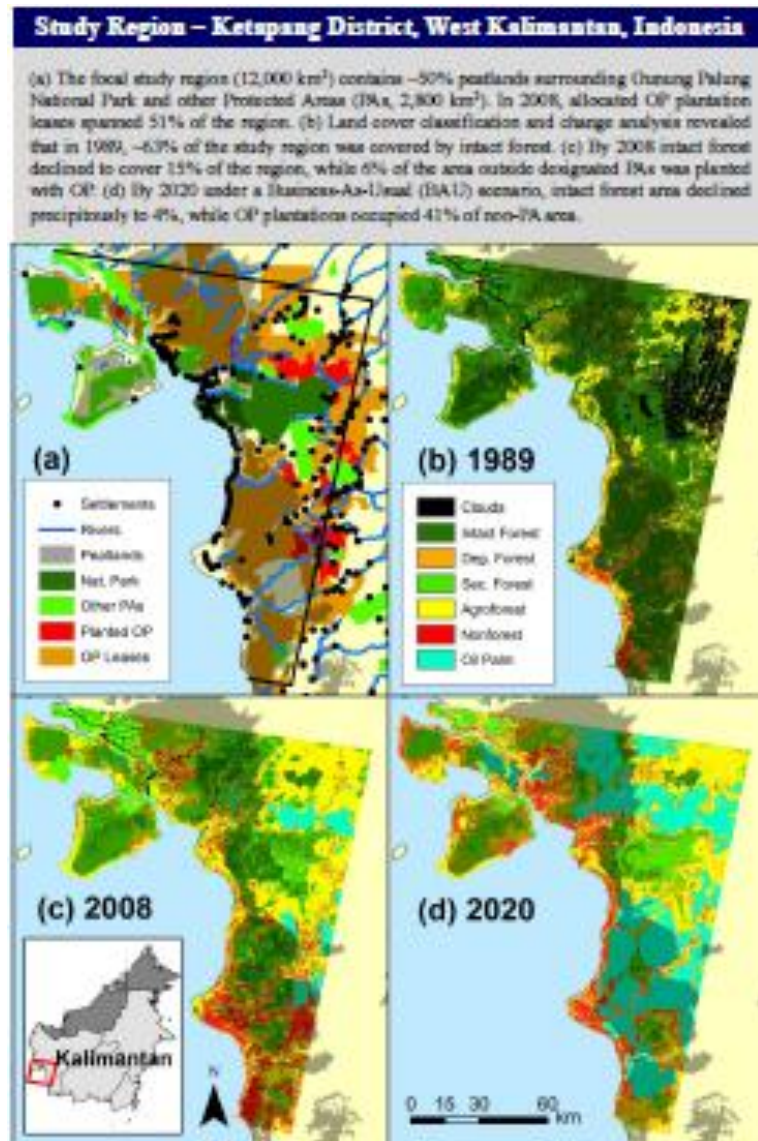 Study Region – Ketapang District, West Kalimantan, Indonesia
(a) The focal study region (12,000 km²) contains ~50% peatlands surrounding Gunung Palung
National Park and other Protected Areas (PAs, 2,800 km²). In 2008, allocated OP plantation
leases spanned 51% of the region. (b) Land cover classification and change analysis revealed
that in 1989, ~63% of the study region was covered by intact forest. (c) By 2008 intact forest
declined to cover 15% of the region, while 6% of the area outside designated PAs was planted
with OP. (d) By 2020 under a Business-As-Usual (BAU) scenario, intact forest area declined
precipitously to 4%, while OP plantations occupied 41% of non-PA area.
(a)
Settlements
Rivers
Peatlands
Nat. Park
Other PAs
Planted OP
OP Leases
(b) 1989
Clouds
Intact Forest
Deg. Forest
Sec. Forest
Agroforest
Nonforest
Oil Palm
(c) 2008
Kalimantan
N
(d) 2020
0 15 30 60
km